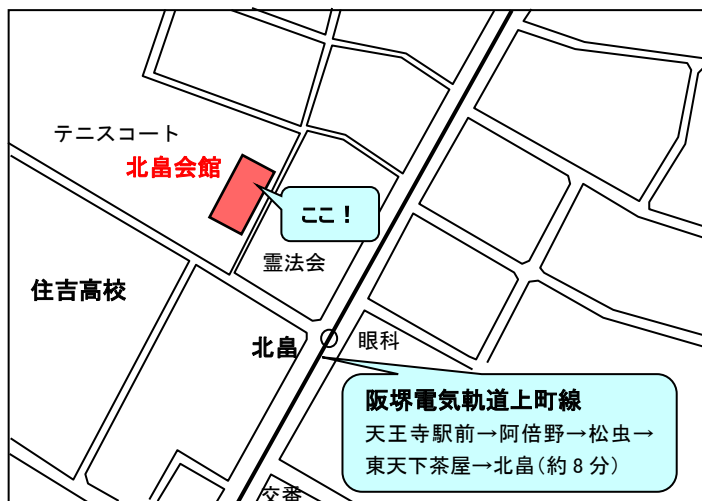 テニスコート
北畠会館
ここ！
霊法会
住吉高校
北畠
眼科
阪堺電気軌道上町線
天王寺駅前→阿倍野→松虫→
東天下茶屋→北畠(約８分)
交番